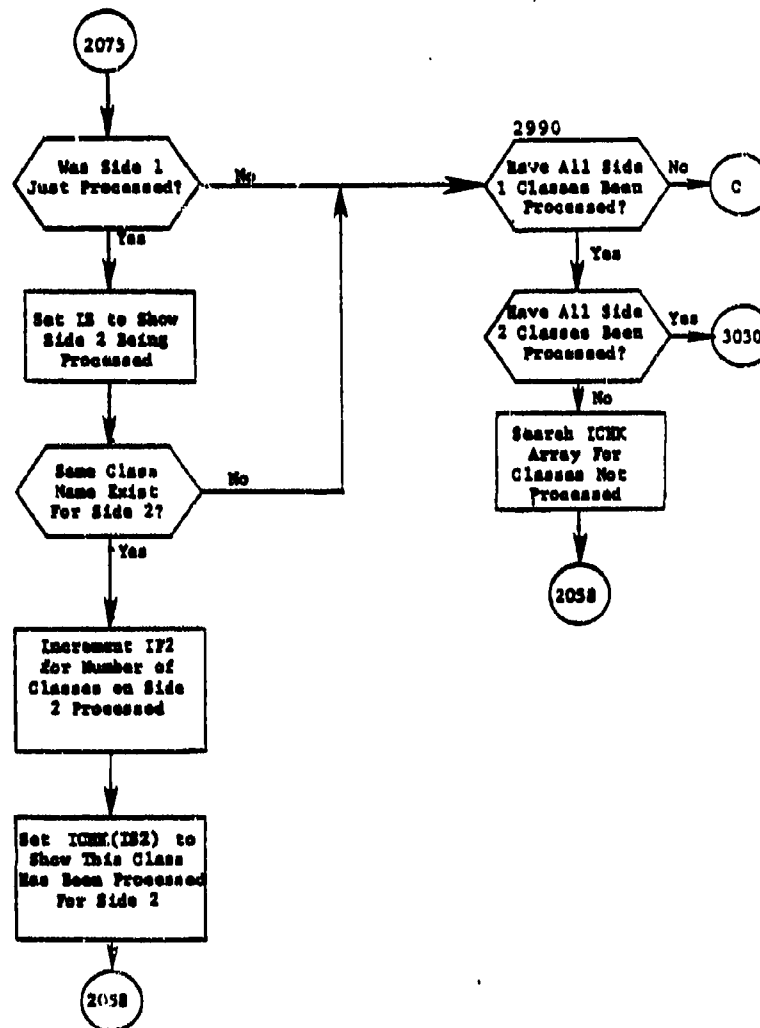 2075
Was Side 1
Just Processed?
No
Yes
Set IS to Show
Side 2 Being
Processed
Same Class
Name Exist
For Side 2?
No
Yes
Increment IF2
for Number of
Classes on Side
2 Processed
Set ICHK(IS2) to
Show This Class
Has Been Processed
For Side 2
2058
2990
Have All Side
1 Classes Been
Processed?
No
C
Yes
Have All Side
2 Classes Been
Processed?
Yes
3030
No
Search ICHK
Array For
Classes Not
Processed
2058